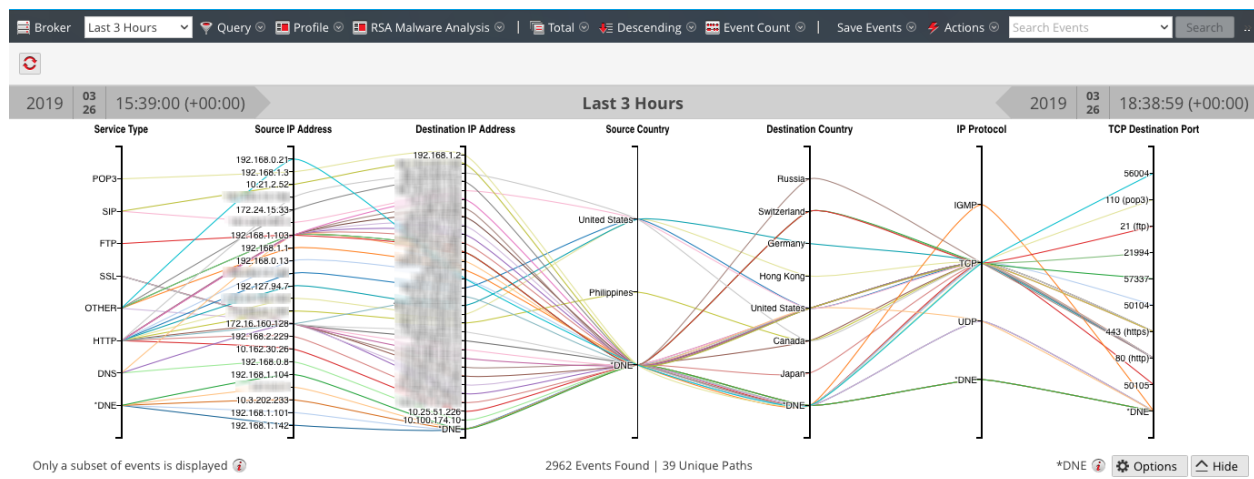 Broker Last 3 Hours Query Profile RSA Malware Analysis | Total Descending Event Count | Save Events Actions Search Events Search ..
2019 03 26 15:39:00 (+00:00) Last 3 Hours 2019 03 26 18:38:59 (+00:00)
Service Type Source IP Address Destination IP Address Source Country Destination Country IP Protocol TCP Destination Port
POP3
SIP
FTP
SSL
OTHER
HTTP
DNS
*DNE
192.168.0.21
192.168.1.3
10.21.2.52
172.24.15.33
192.168.1.103
192.168.1.1
192.168.0.13
192.127.94.7
172.16.160.128
192.168.2.229
10.162.30.26
192.168.0.8
192.168.1.104
10.3.202.233
192.168.1.101
192.168.1.142
192.168.1.2
10.25.51.226
10.100.174.10
*DNE
United States
Philippines
*DNE
Russia
Switzerland
Germany
Hong Kong
United States
Canada
Japan
*DNE
IGMP
TCP
UDP
*DNE
56004
110 (pop3)
21 (ftp)
21994
57337
50104
443 (https)
80 (http)
50105
*DNE
Only a subset of events is displayed 2962 Events Found | 39 Unique Paths *DNE Options Hide